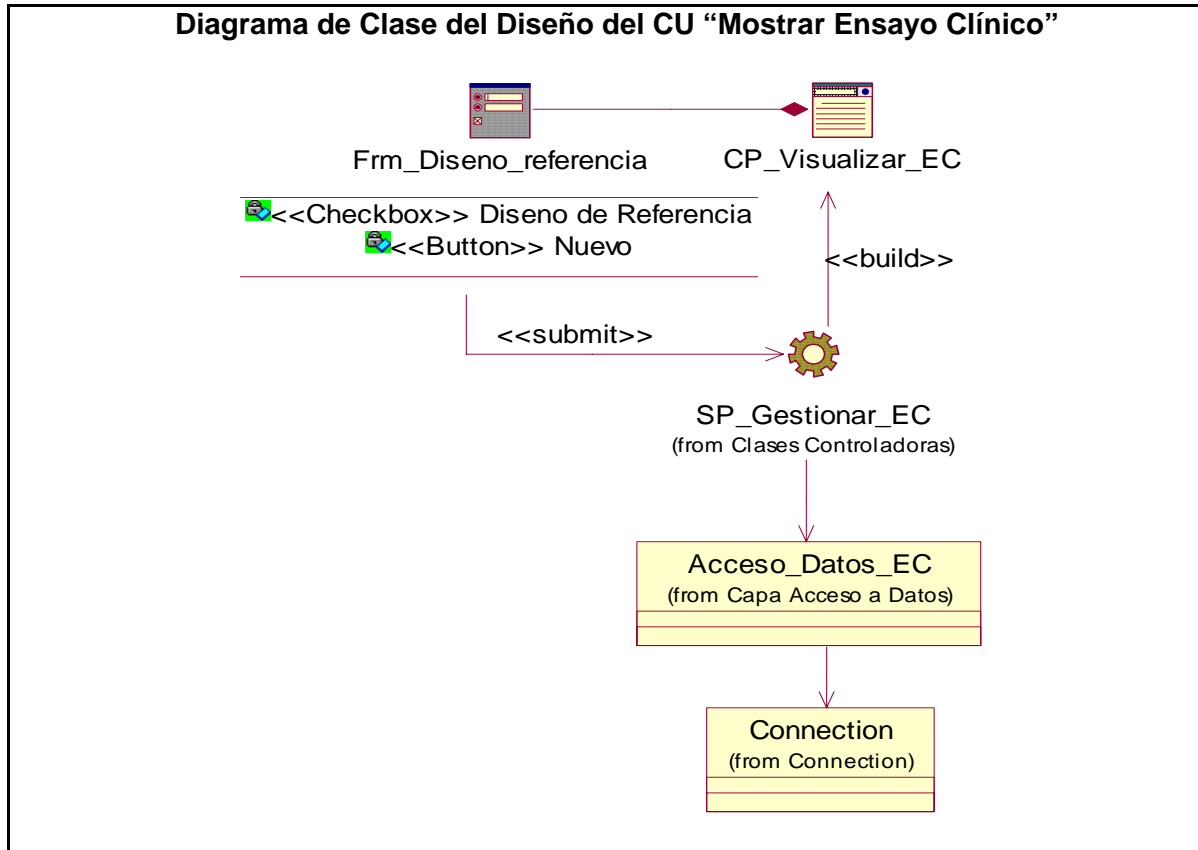 Diagrama de Clase del Diseño del CU “Mostrar Ensayo Clínico”
Frm_Diseno_referencia
CP_Visualizar_EC
<<Checkbox>> Diseno de Referencia
<<Button>> Nuevo
<<build>>
<<submit>>
SP_Gestionar_EC
(from Clases Controladoras)
Acceso_Datos_EC
(from Capa Acceso a Datos)
Connection
(from Connection)